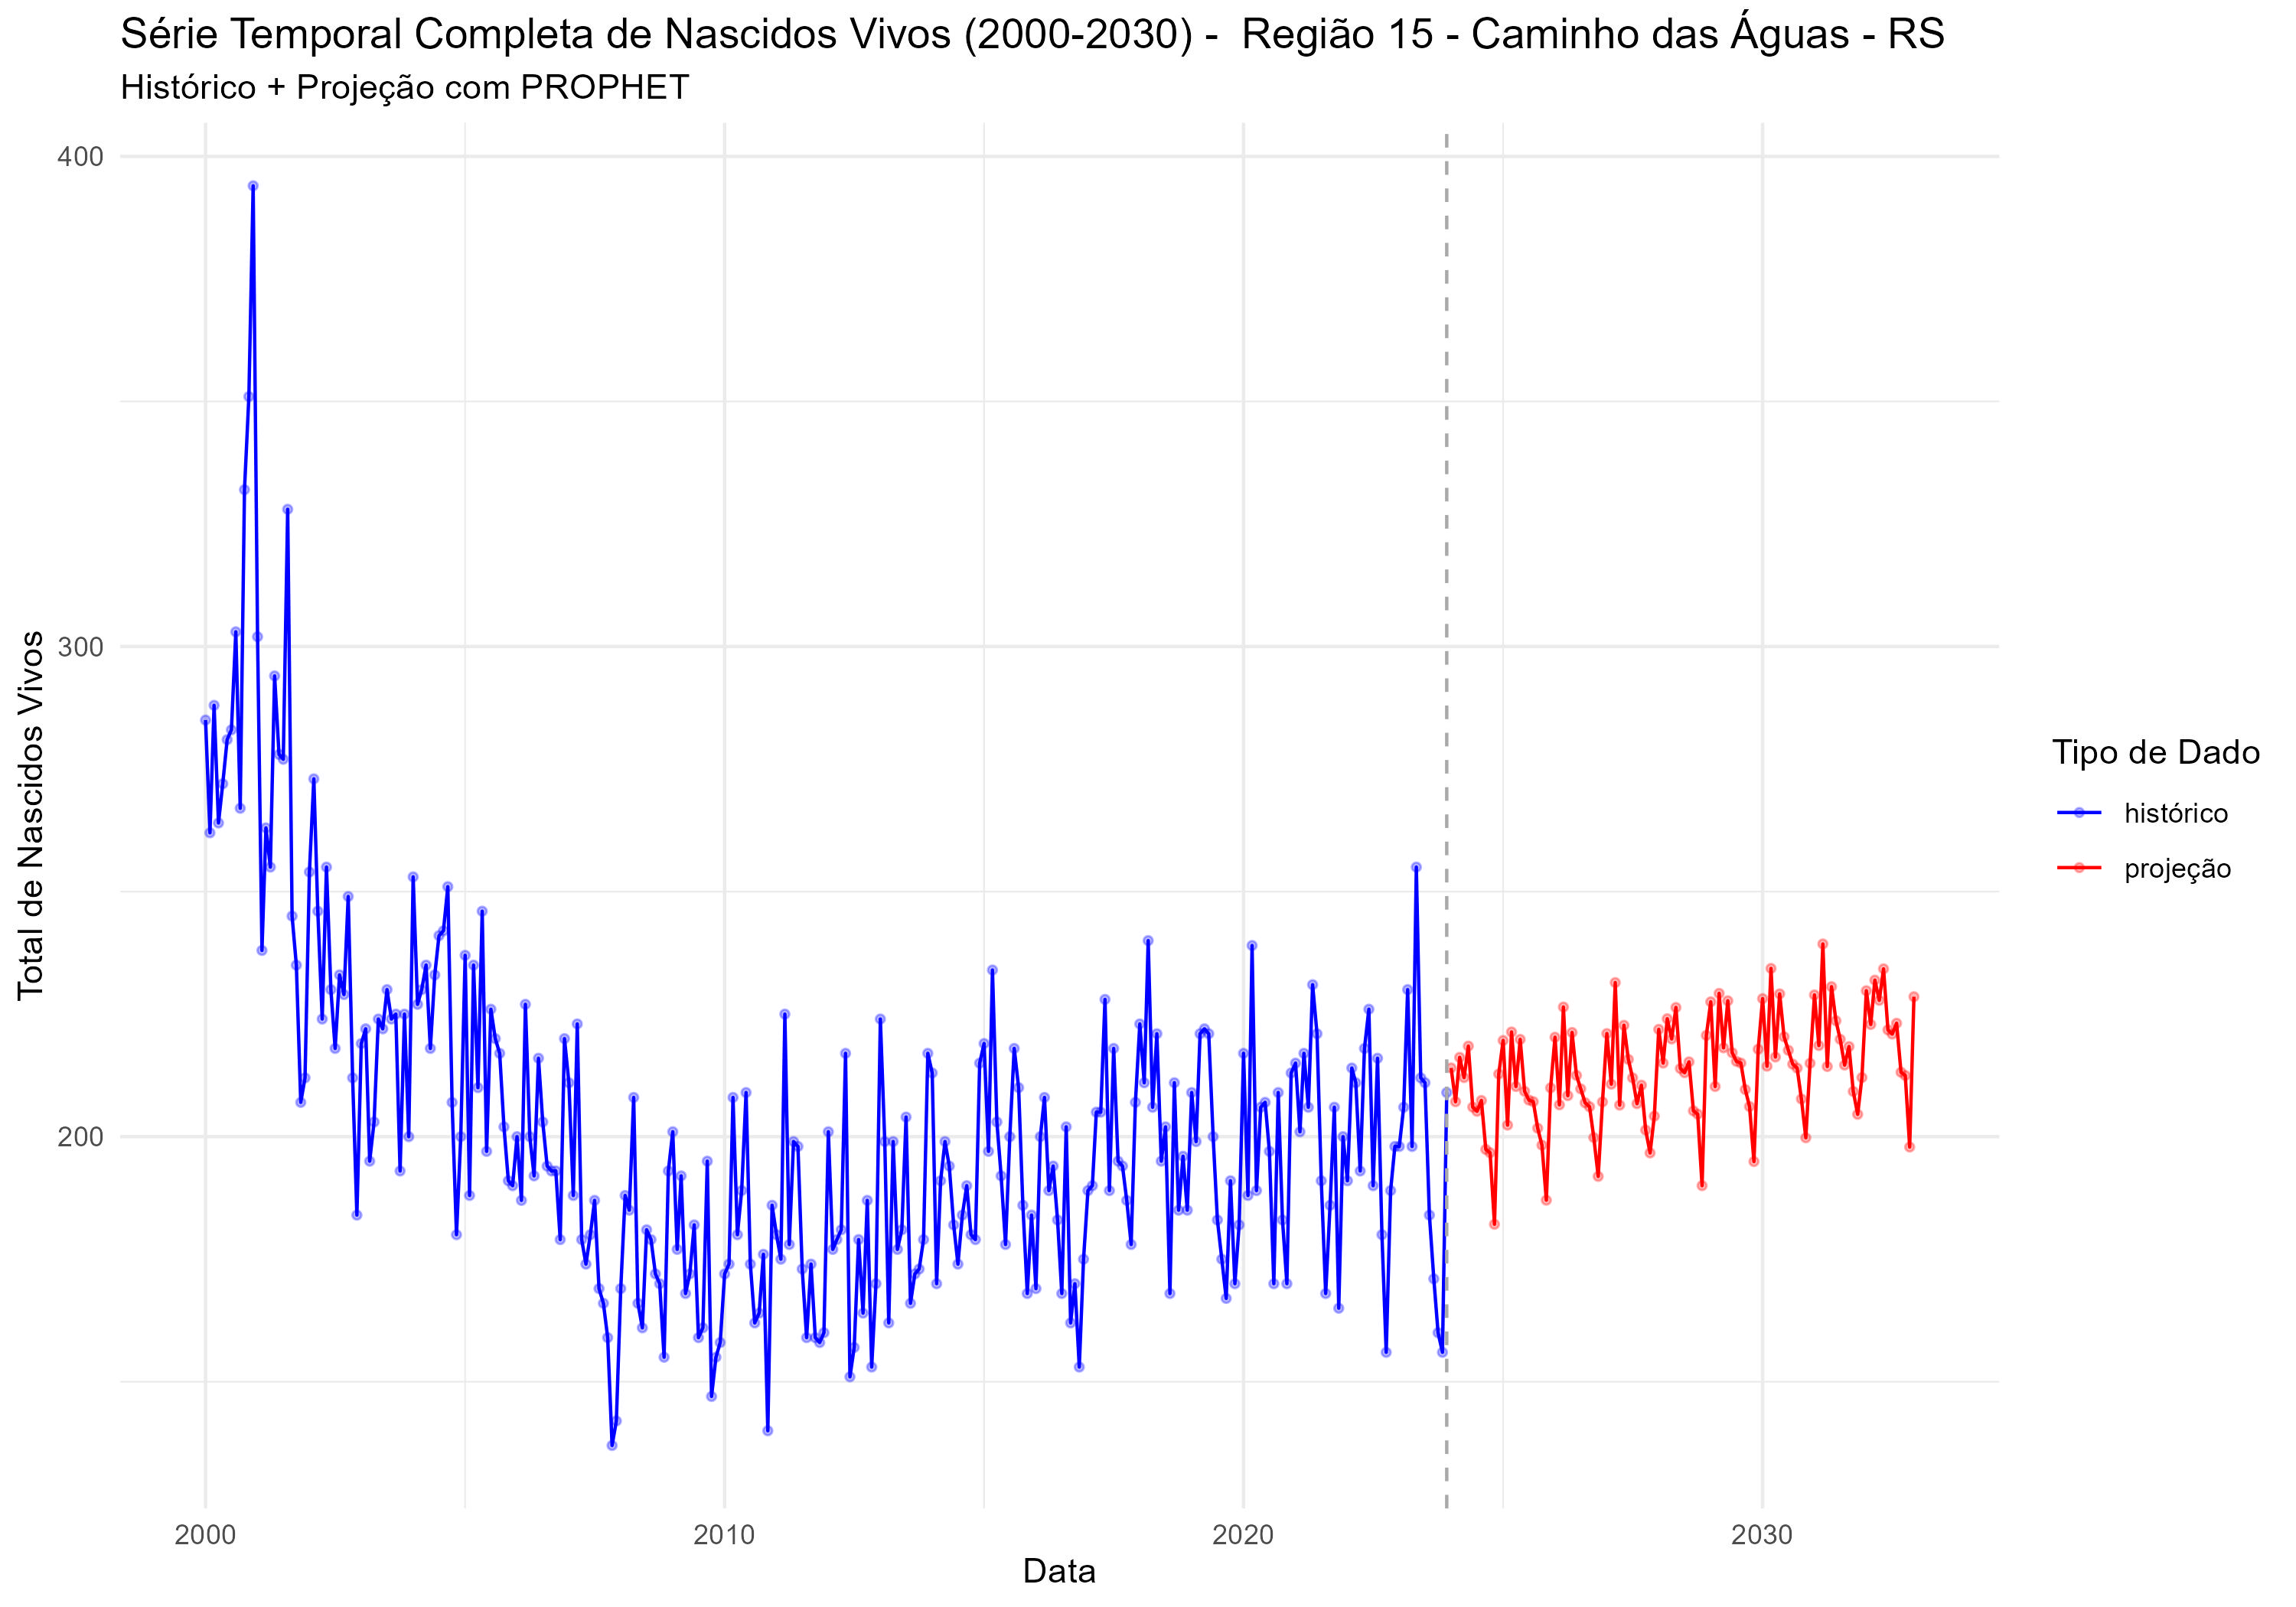 Série Temporal Completa de Nascidos Vivos (2000-2030) -  Região 15 - Caminho das Águas - RS
Histórico + Projeção com PROPHET
Total de Nascidos Vivos
400
300
200
2000
2010
2020
2030
Data
Tipo de Dado
histórico
projeção